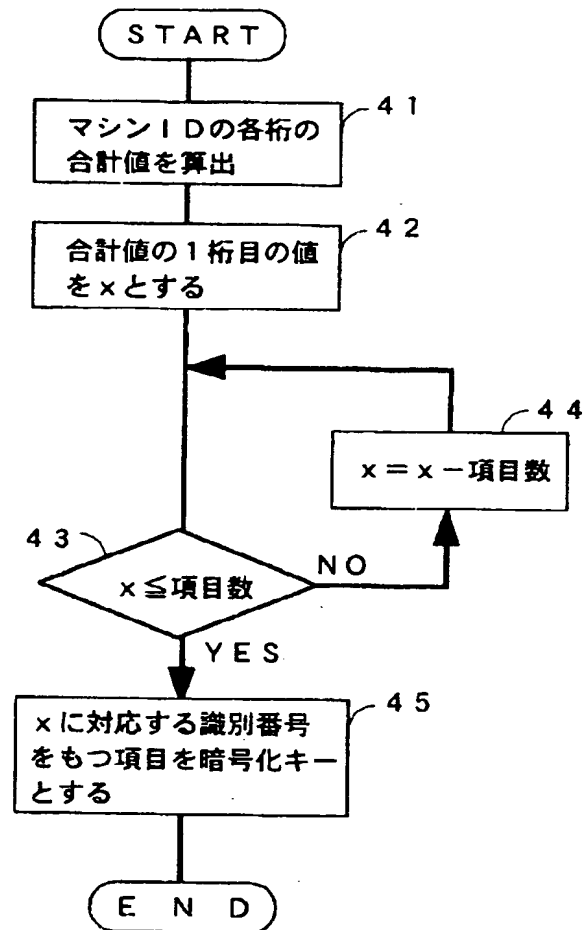 START
41
マシンIDの各桁の
合計値を算出
42
合計値の1桁目の値
をxとする
44
x=x-項目数
43
x≦項目数
NO
YES
45
xに対応する識別番号
をもつ項目を暗号化キー
とする
END